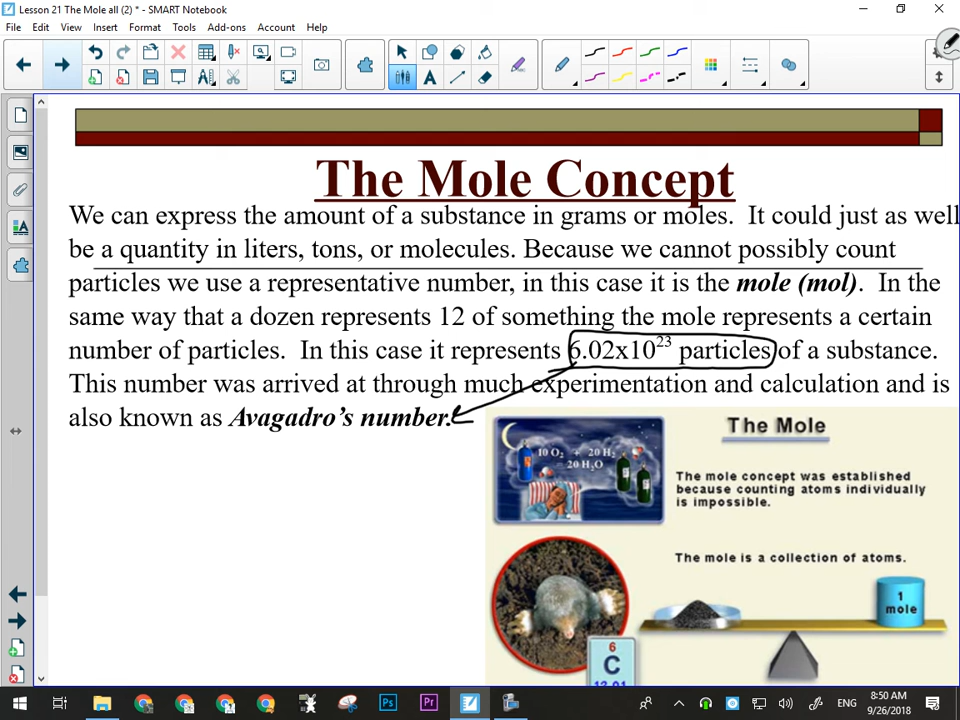 Lesson 21 The Mole all (2) * - SMART Notebook
File Edit View Insert Format Tools Add-ons Account Help
The Mole Concept
We can express the amount of a substance in grams or moles. It could just as well
be a quantity in liters, tons, or molecules. Because we cannot possibly count
particles we use a representative number, in this case it is the mole (mol). In the
same way that a dozen represents 12 of something the mole represents a certain
number of particles. In this case it represents 6.02x10²³ particles of a substance.
This number was arrived at through much experimentation and calculation and is
also known as Avagadro's number.
The Mole
10 O₂ + 20 H₂
= 20 H₂O
The mole concept was established
because counting atoms individually
is impossible.
The mole is a collection of atoms.
1
mole
6
C
12.01
ENG
8:50 AM
9/26/2018